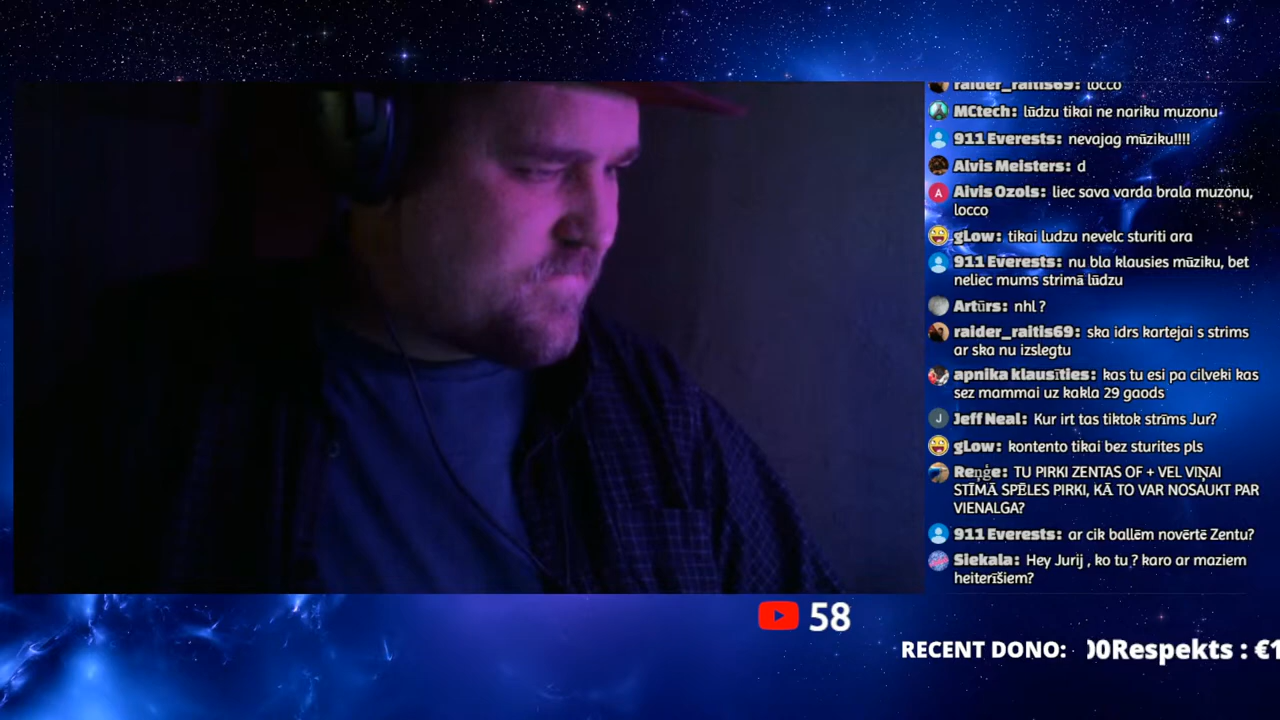 raider_raitis69: locco
MCtech: lūdzu tikai ne nariku muzonu
911 Everests: nevajag mūziku!!!!
Alvis Meisters: d
A Aivis Ozols: liec sava varda brala muzonu,
locco
gLow: tikai ludzu nevelc sturiti ara
911 Everests: nu bla klausies mūziku, bet
neliec mums strimā lūdzu
Artūrs: nhl ?
raider_raitis69: ska idrs kartejai s strims
ar ska nu izslegtu
apnika klausīties: kas tu esi pa cilveki kas
sez mammai uz kakla 29 gaods
J Jeff Neal: Kur irt tas tiktok strīms Jur?
gLow: kontento tikai bez sturites pls
Reņģe: TU PIRKI ZENTAS OF + VEL VIŅAI
STĪMĀ SPĒLES PIRKI, KĀ TO VAR NOSAUKT PAR
VIENALGA?
911 Everests: ar cik ballēm novērtē Zentu?
Siekala: Hey Jurij , ko tu ? karo ar maziem
heiterīšiem?
58
RECENT DONO: 00Respekts : €1